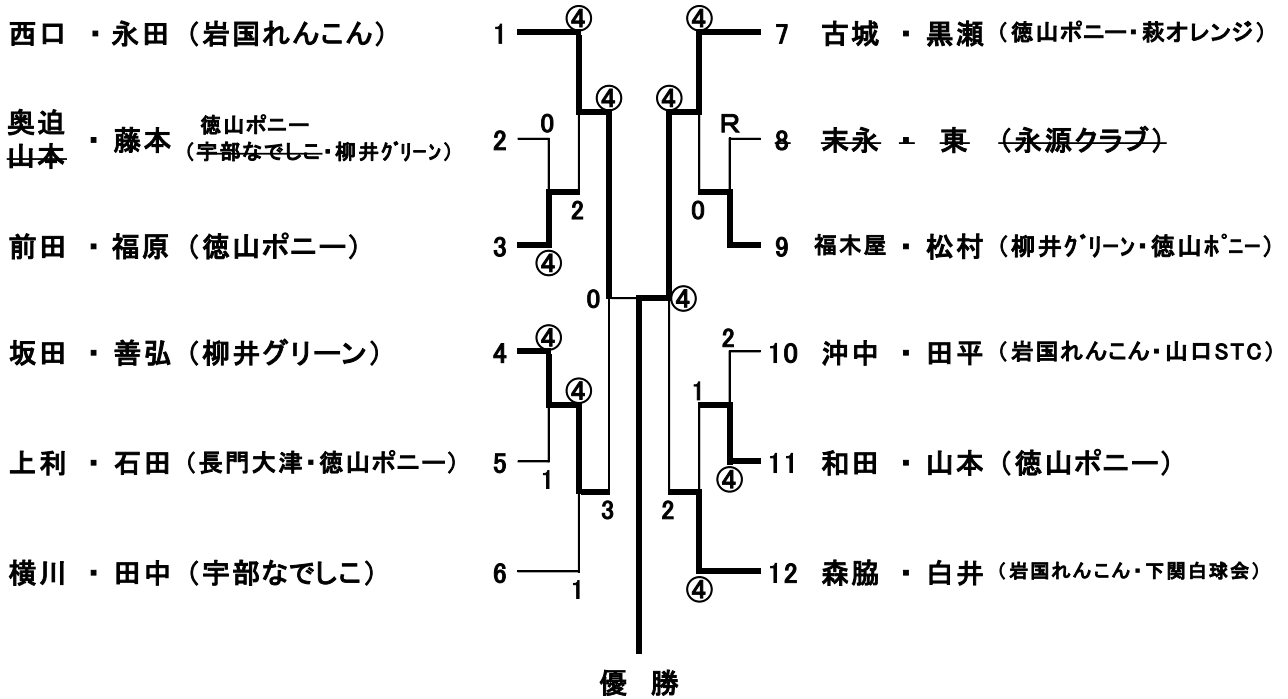 西口 ・ 永田 （岩国れんこん） 1
奥迫
山本 ・ 藤本 徳山ポニー
（宇部なでしこ・柳井グリーン） 2
前田 ・ 福原 （徳山ポニー） 3
坂田 ・ 善弘 （柳井グリーン） 4
上利 ・ 石田 （長門大津・徳山ポニー） 5
横川 ・ 田中 （宇部なでしこ） 6
④
0
④
2
④
0
④
④
1
3
1
④
④
R
0
④
2
1
④
2
④
7 古城 ・ 黒瀬 （徳山ポニー・萩オレンジ）
8 末永 ・ 東 （永源クラブ）
9 福木屋 ・ 松村 （柳井グリーン・徳山ポニー）
10 沖中 ・ 田平 （岩国れんこん・山口STC）
11 和田 ・ 山本 （徳山ポニー）
12 森脇 ・ 白井 （岩国れんこん・下関白球会）
優 勝